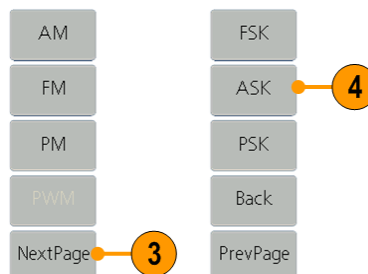 AM
FM
PM
PWM
NextPage
3
FSK
ASK
4
PSK
Back
PrevPage